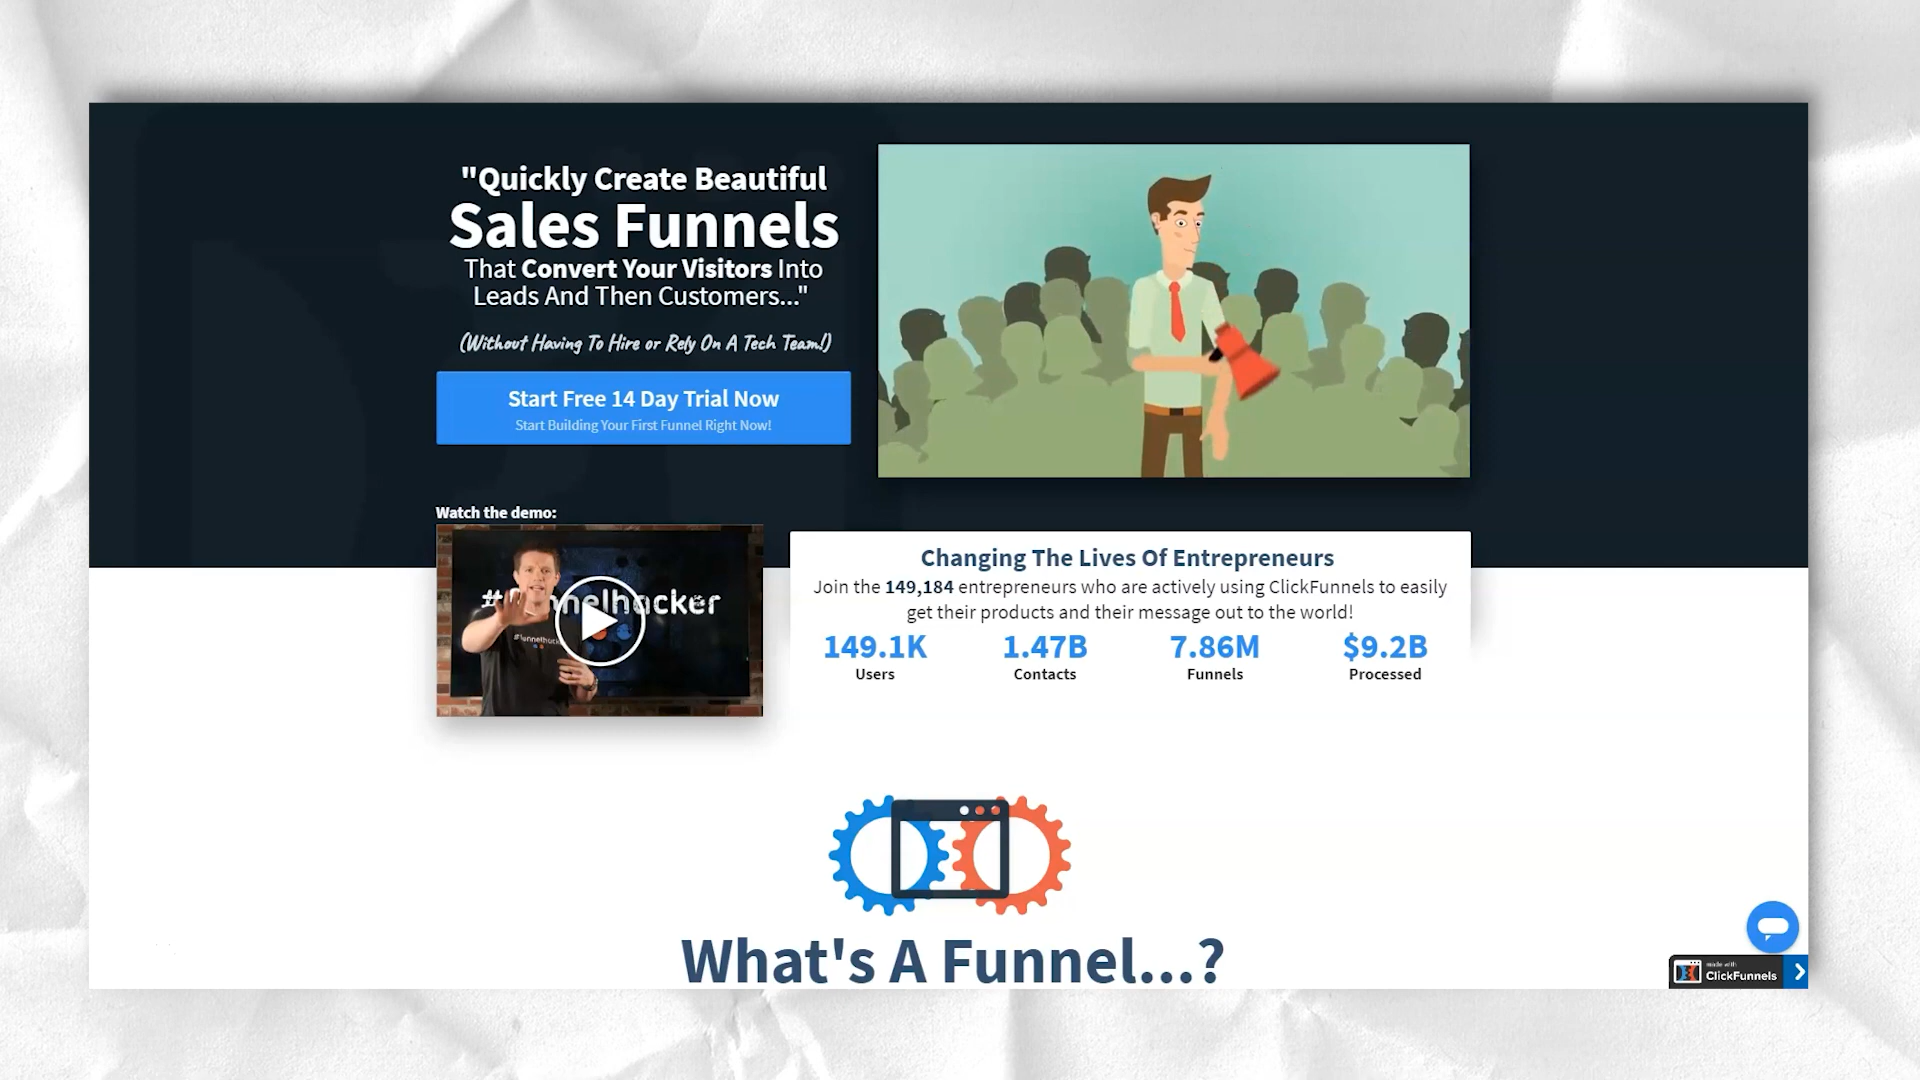 "Quickly Create Beautiful
Sales Funnels
That Convert Your Visitors Into
Leads And Then Customers..."
(Without Having To Hire or Rely On A Tech Team!)
Start Free 14 Day Trial Now
Start Building Your First Funnel Right Now!
Watch the demo:
Changing The Lives Of Entrepreneurs
Join the 149,184 entrepreneurs who are actively using ClickFunnels to easily
get their products and their message out to the world!
149.1K
Users
1.47B
Contacts
7.86M
Funnels
$9.2B
Processed
What's A Funnel...?
made with
ClickFunnels